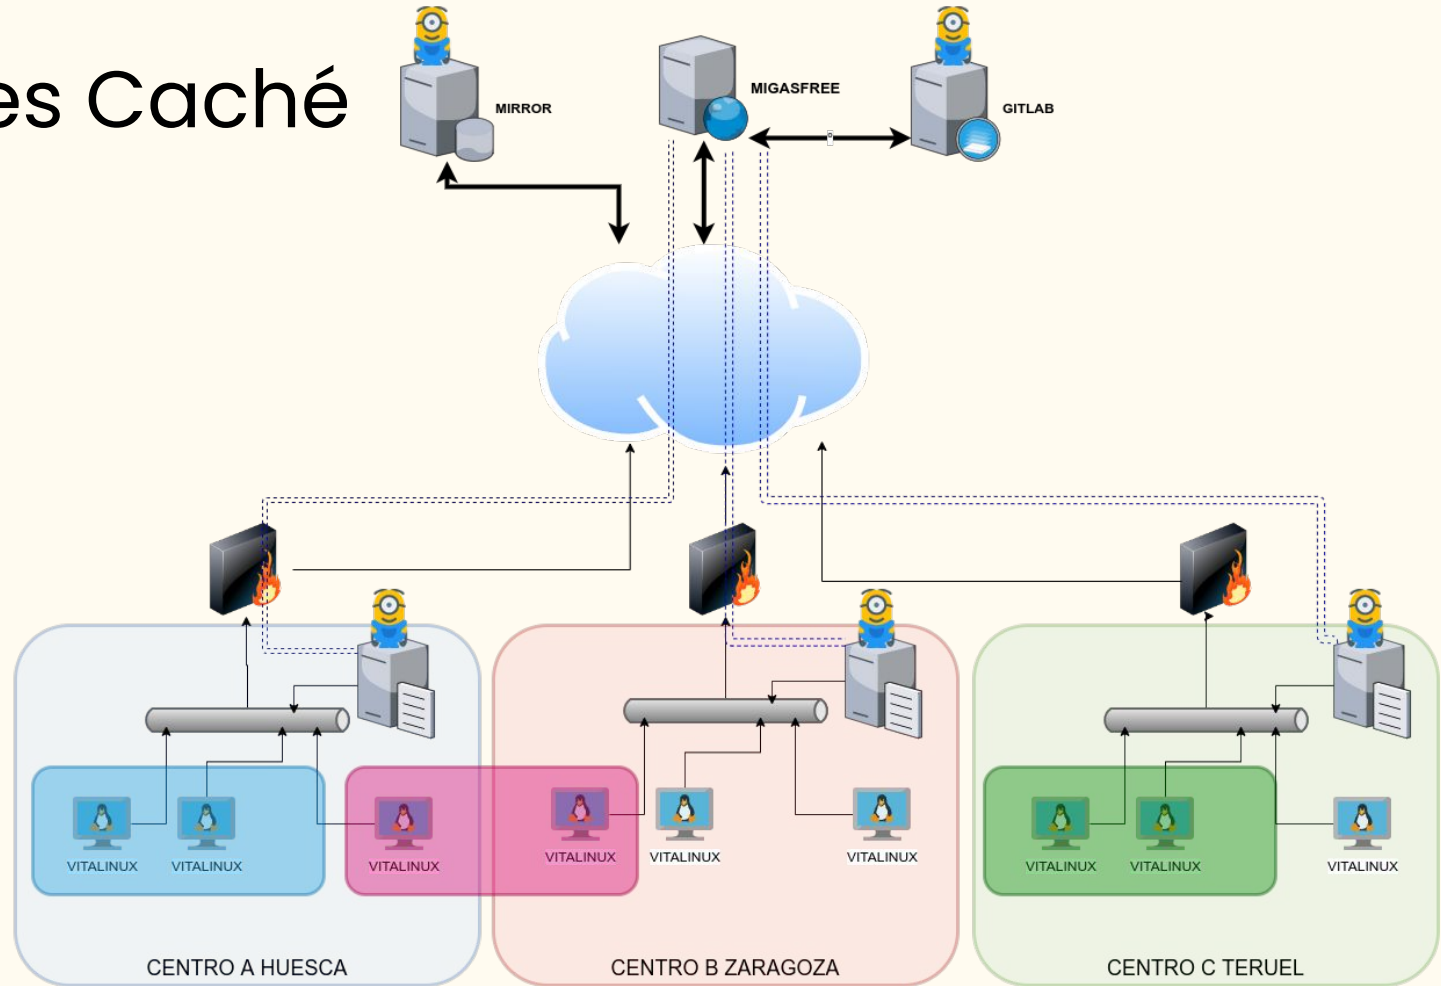 es Caché
MIRROR
MIGASFREE
GITLAB
VITALINUX
VITALINUX
VITALINUX
VITALINUX
VITALINUX
VITALINUX
VITALINUX
VITALINUX
VITALINUX
CENTRO A HUESCA
CENTRO B ZARAGOZA
CENTRO C TERUEL